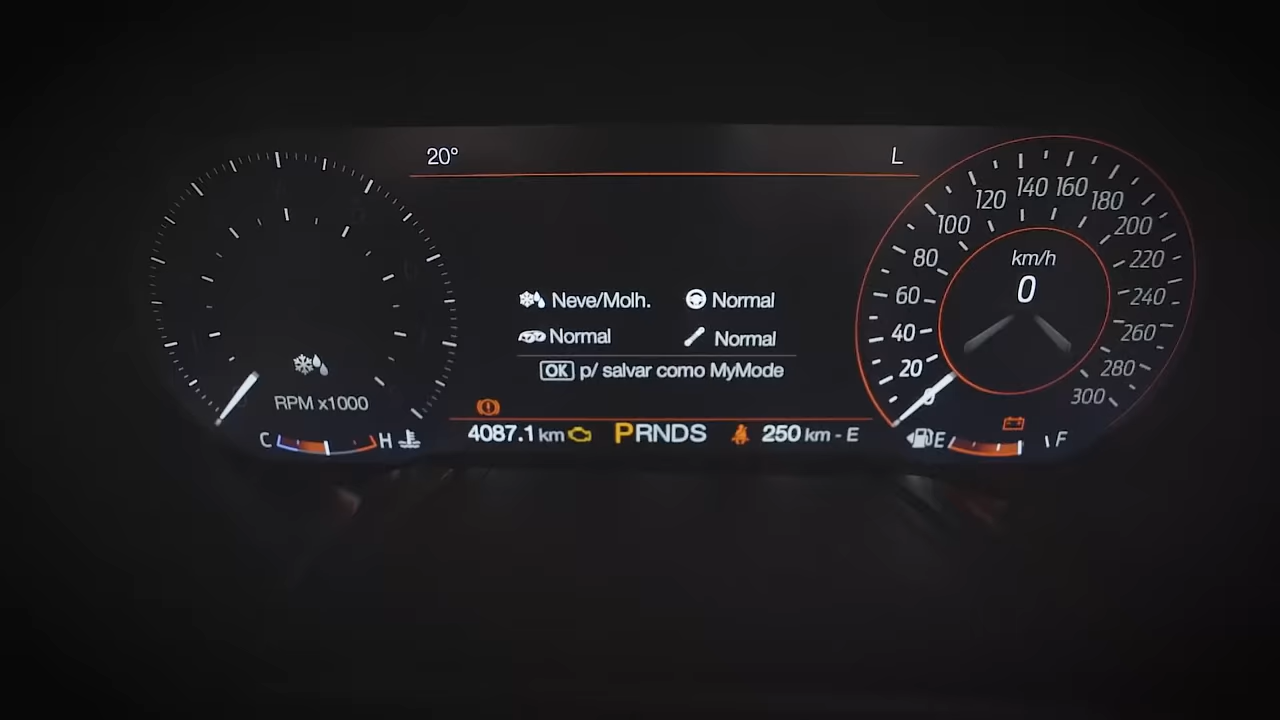 20° L
Neve/Molh. Normal
Normal Normal
OK p/ salvar como MyMode
4087.1 km PRNDS 250 km - E
RPM x1000
C H
km/h
0
0 20 40 60 80 100 120 140 160 180 200 220 240 260 280 300
E F